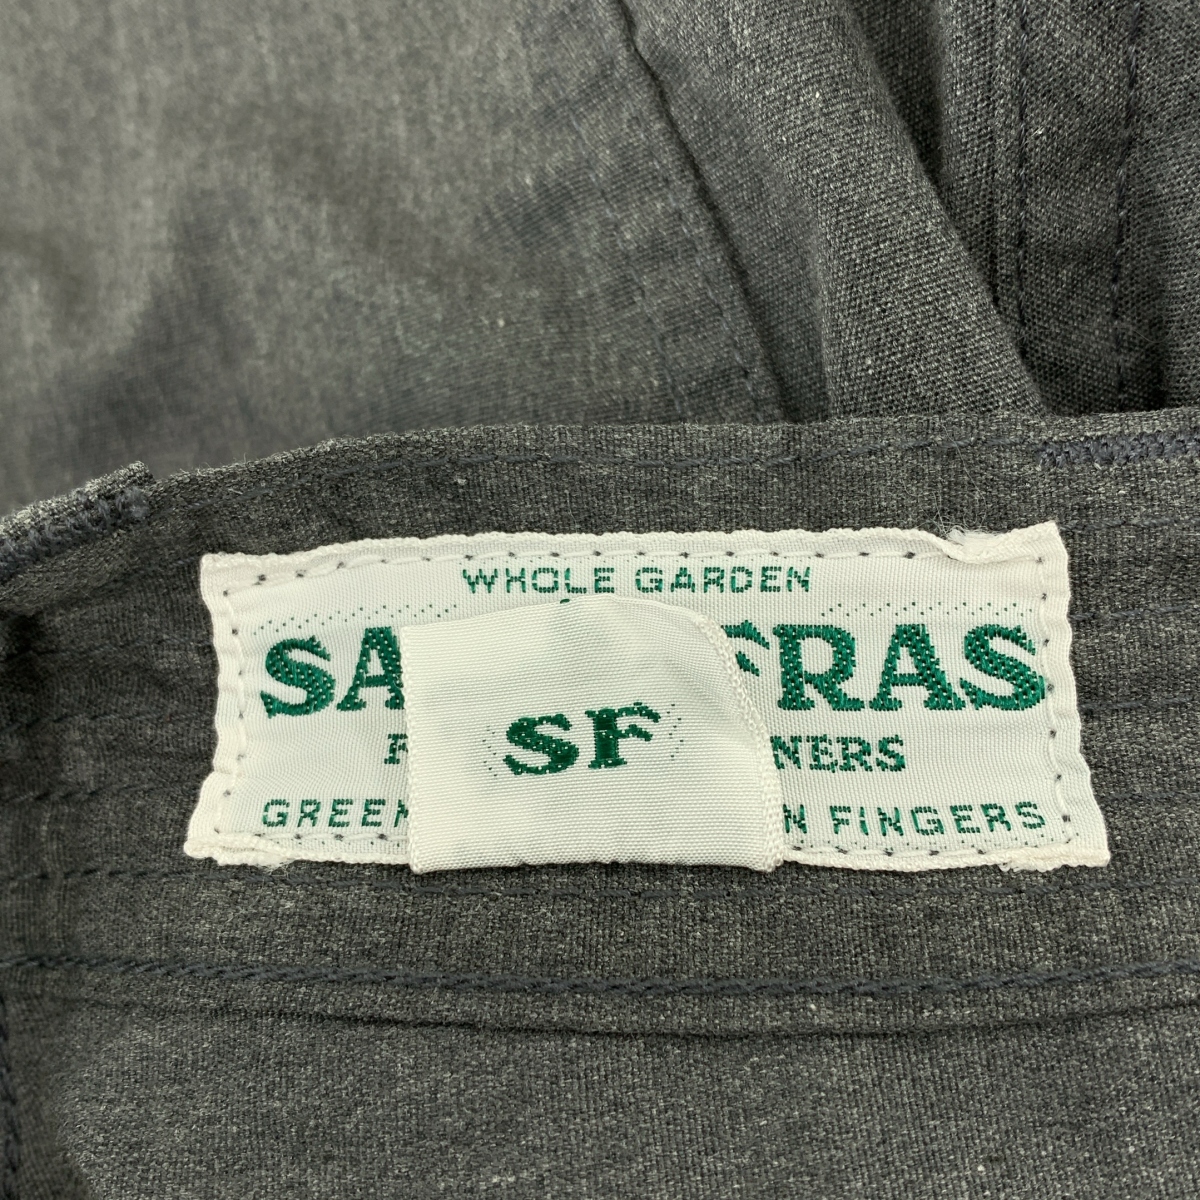 WHOLE GARDEN
SA FRAS
SF
NERS
GREEN N FINGERS